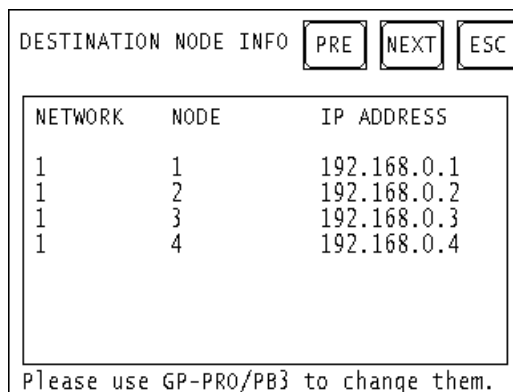 DESTINATION NODE INFO PRE NEXT ESC
NETWORK NODE IP ADDRESS
1 1 192.168.0.1
1 2 192.168.0.2
1 3 192.168.0.3
1 4 192.168.0.4
Please use GP-PRO/PB3 to change them.